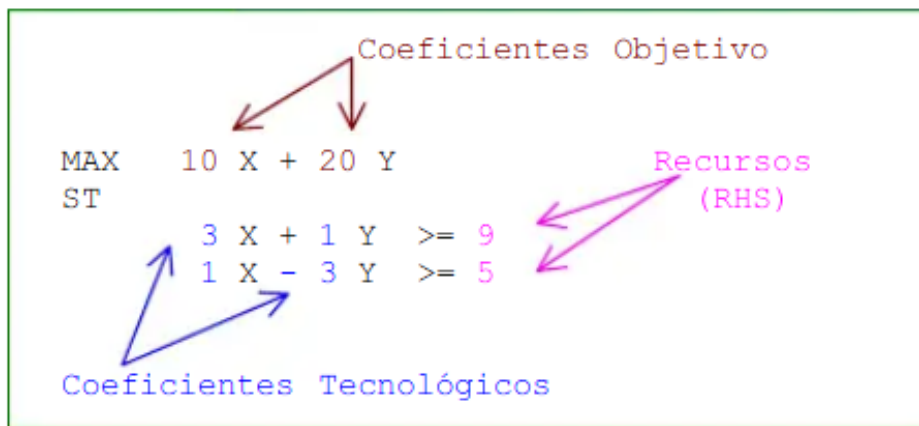 Coeficientes Objetivo
MAX 10 X + 20 Y
Recursos
ST
(RHS)
3 X + 1 Y >= 9
1 X - 3 Y >= 5
Coeficientes Tecnológicos